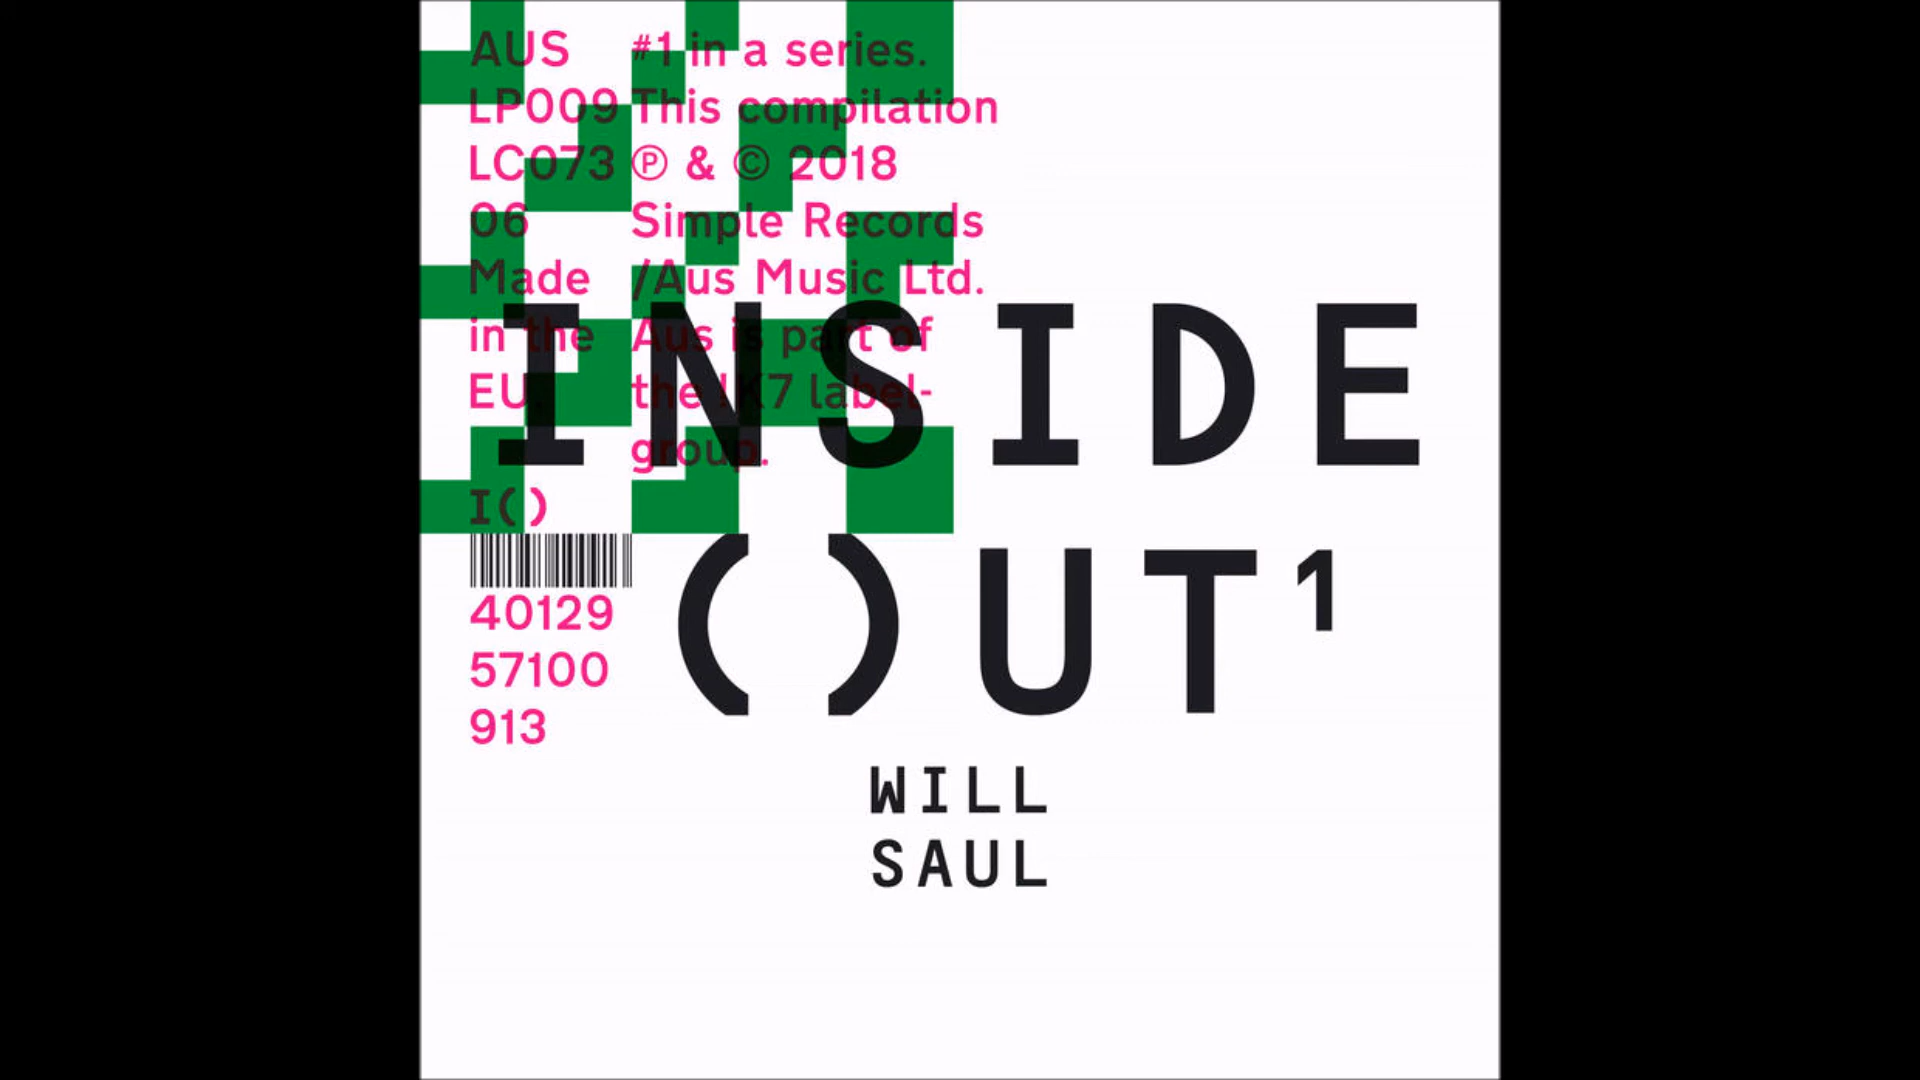 AUS
LP009
LC073
06
Made
in the
EU.
I()
40129
57100
913
#1 in a series.
This compilation
Ⓟ & © 2018
Simple Records
/Aus Music Ltd.
Aus is part of
the !K7 label-
group.
INSIDE
()UT¹
WILL
SAUL